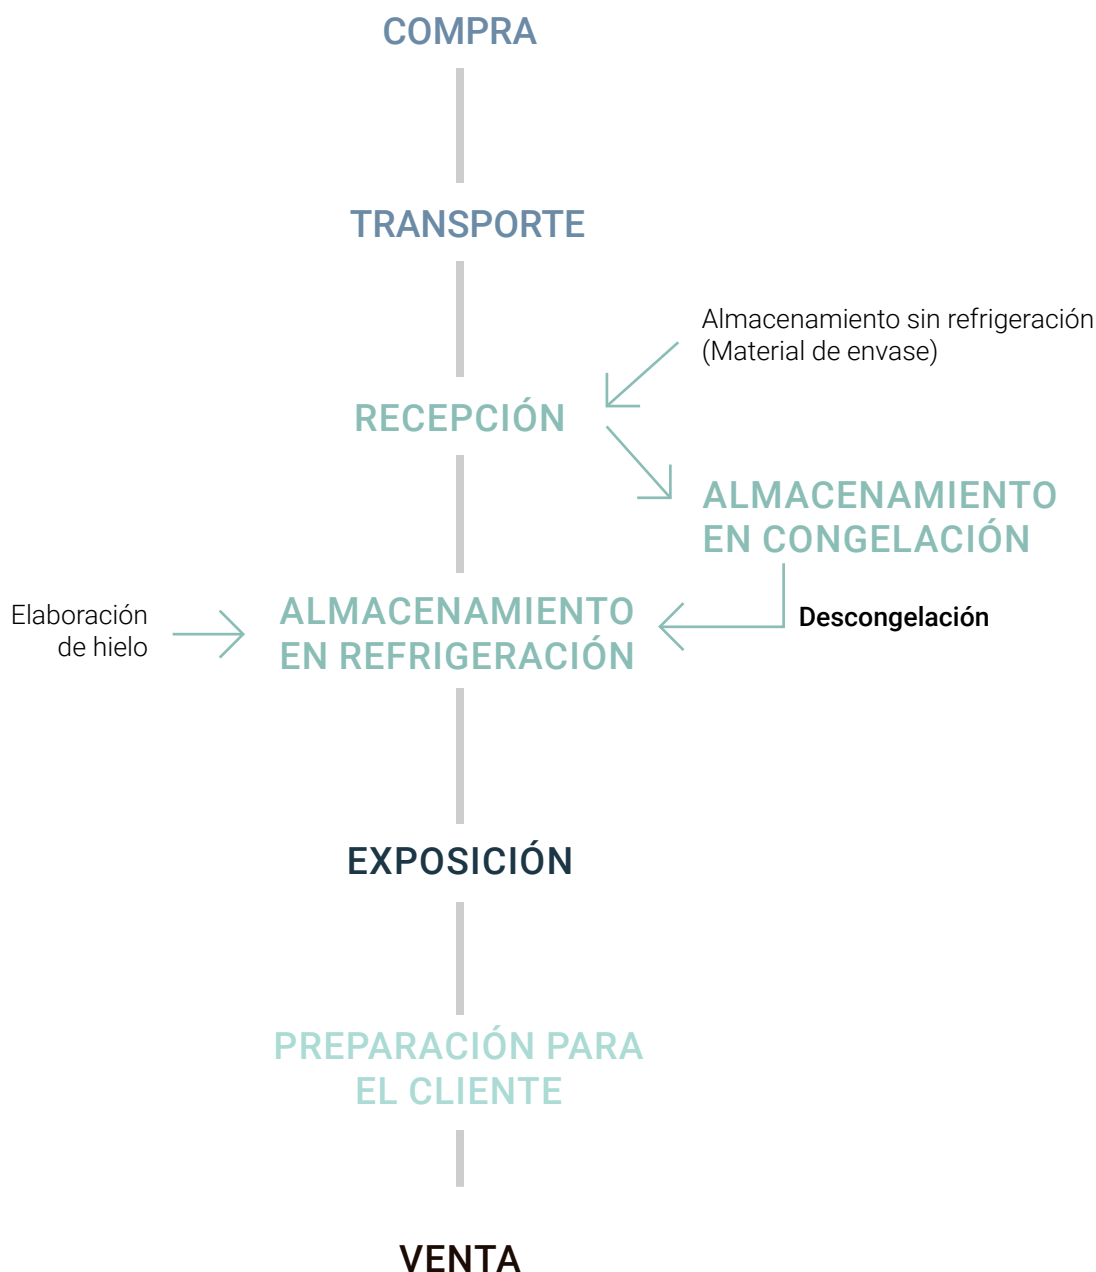 COMPRA
TRANSPORTE
Almacenamiento sin refrigeración
(Material de envase)
RECEPCIÓN
ALMACENAMIENTO
EN CONGELACIÓN
Elaboración
de hielo
ALMACENAMIENTO
EN REFRIGERACIÓN
Descongelación
EXPOSICIÓN
PREPARACIÓN PARA
EL CLIENTE
VENTA